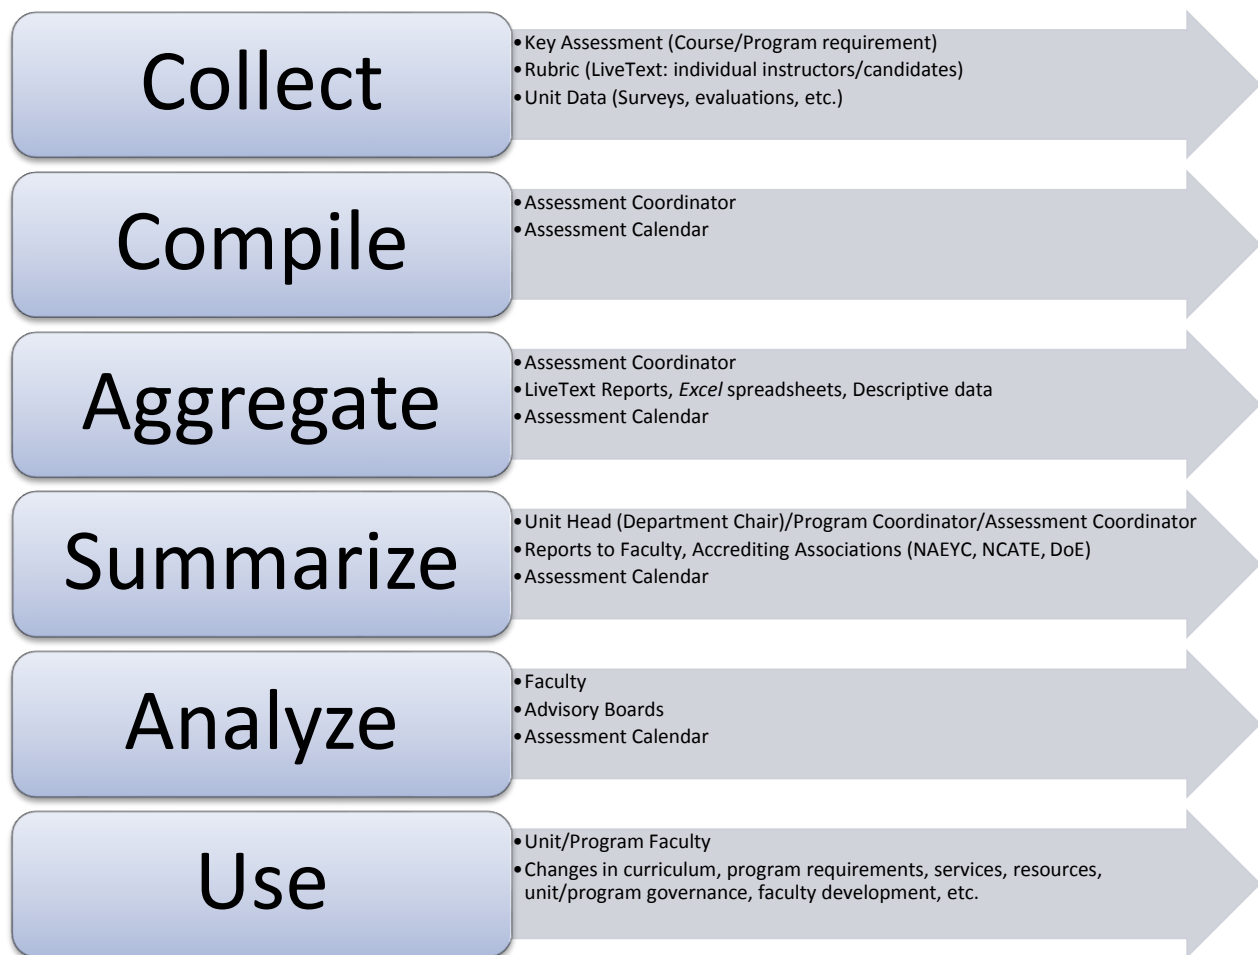 Collect
•Key Assessment (Course/Program requirement)
•Rubric (LiveText: individual instructors/candidates)
•Unit Data (Surveys, evaluations, etc.)
Compile
•Assessment Coordinator
•Assessment Calendar
Aggregate
•Assessment Coordinator
•LiveText Reports, Excel spreadsheets, Descriptive data
•Assessment Calendar
Summarize
•Unit Head (Department Chair)/Program Coordinator/Assessment Coordinator
•Reports to Faculty, Accrediting Associations (NAEYC, NCATE, DoE)
•Assessment Calendar
Analyze
•Faculty
•Advisory Boards
•Assessment Calendar
Use
•Unit/Program Faculty
•Changes in curriculum, program requirements, services, resources,
unit/program governance, faculty development, etc.